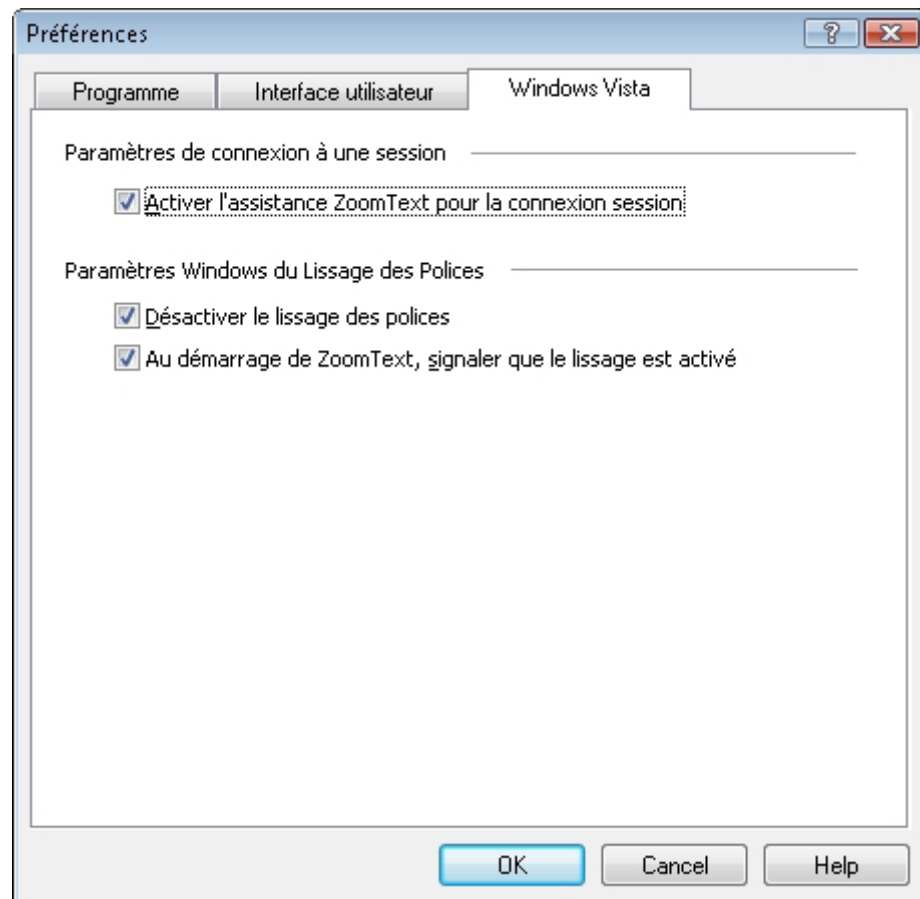 Préférences
Programme
Interface utilisateur
Windows Vista
Paramètres de connexion à une session
Activer l'assistance ZoomText pour la connexion session
Paramètres Windows du Lissage des Polices
Désactiver le lissage des polices
Au démarrage de ZoomText, signaler que le lissage est activé
OK
Cancel
Help